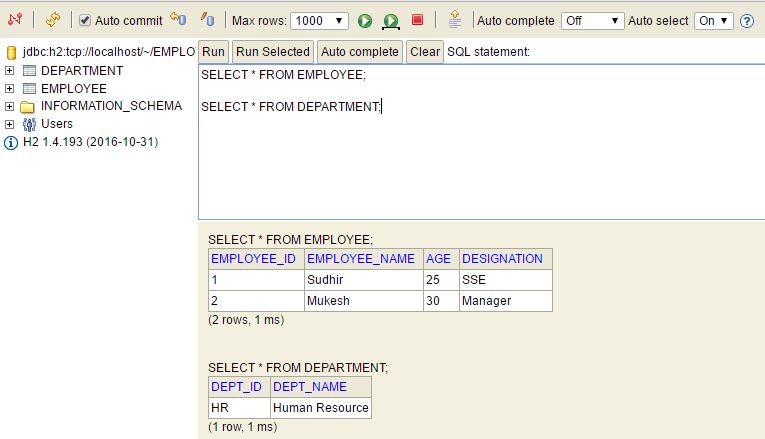 Auto commit Max rows: 1000 Auto complete Off Auto select On
jdbc:h2:tcp://localhost/~/EMPLO
DEPARTMENT
EMPLOYEE
INFORMATION_SCHEMA
Users
H2 1.4.193 (2016-10-31)
Run Run Selected Auto complete Clear SQL statement:
SELECT * FROM EMPLOYEE;
SELECT * FROM DEPARTMENT;
SELECT * FROM EMPLOYEE;
EMPLOYEE_ID EMPLOYEE_NAME AGE DESIGNATION
1 Sudhir 25 SSE
2 Mukesh 30 Manager
(2 rows, 1 ms)
SELECT * FROM DEPARTMENT;
DEPT_ID DEPT_NAME
HR Human Resource
(1 row, 1 ms)